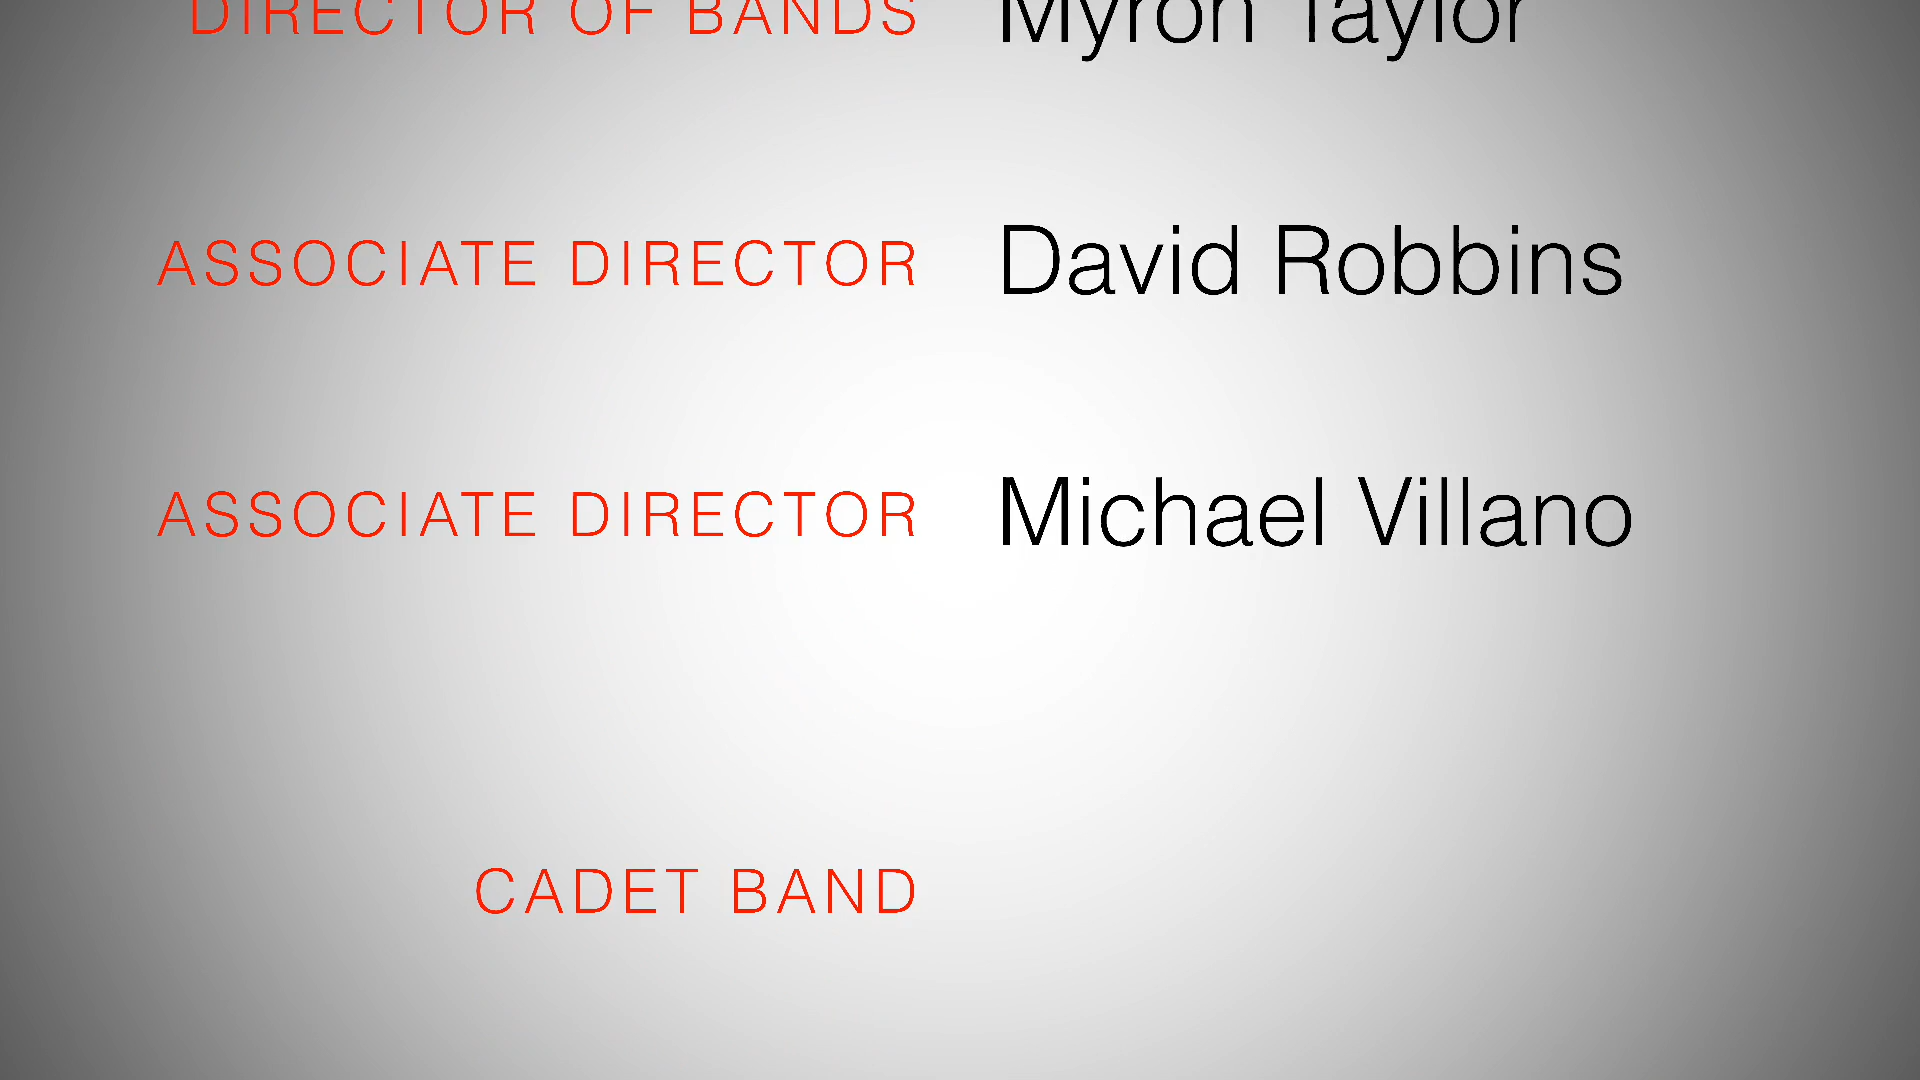 DIRECTOR OF BANDS Myron Taylor
ASSOCIATE DIRECTOR David Robbins
ASSOCIATE DIRECTOR Michael Villano
CADET BAND